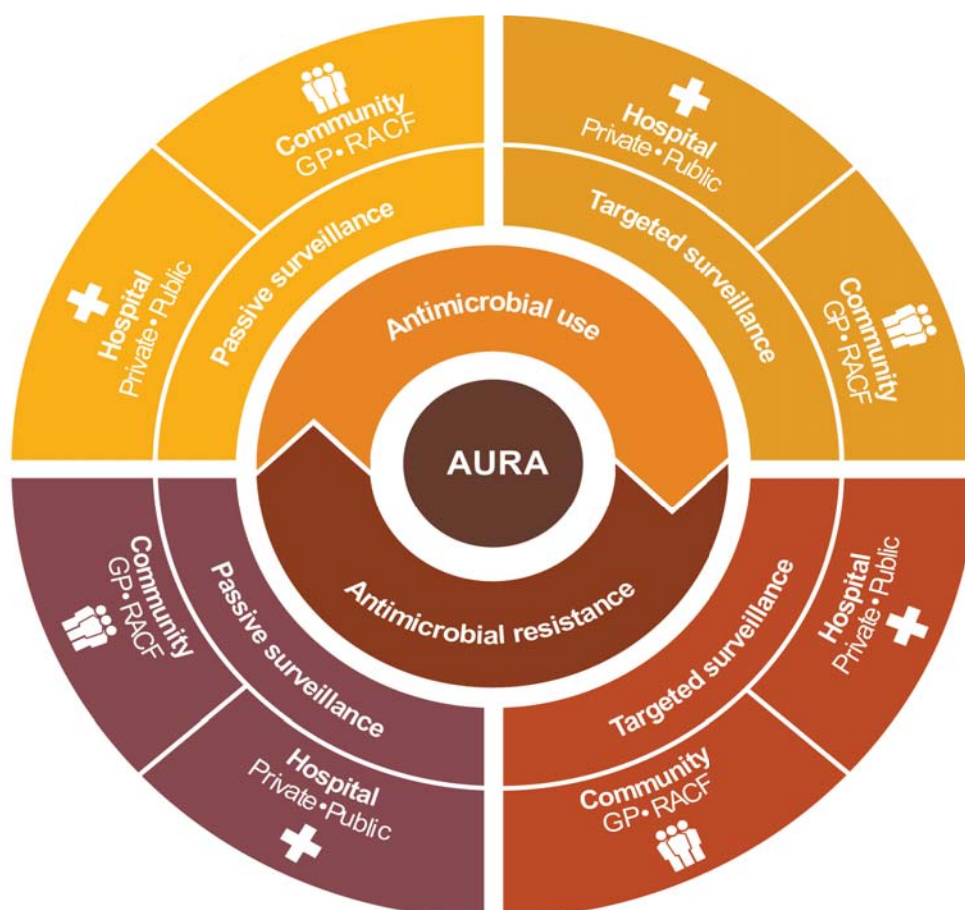 Community
GP•RACF
Hospital
Private•Public
Passive surveillance
Hospital
Private•Public
Community
GP•RACF
Targeted surveillance
Antimicrobial use
AURA
Antimicrobial resistance
Community
GP•RACF
Hospital
Private•Public
Passive surveillance
Hospital
Private•Public
Community
GP•RACF
Targeted surveillance